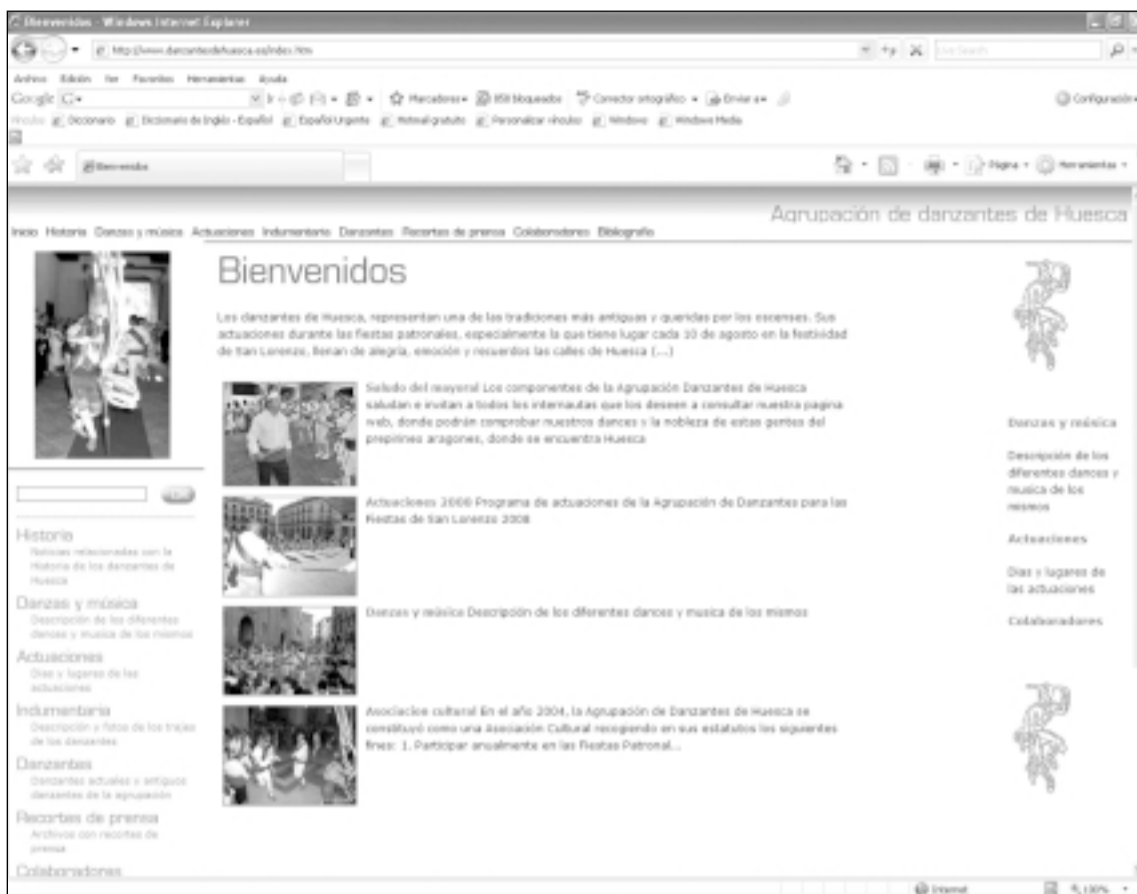 Bienvenidos - Windows Internet Explorer
http://www.danzantesdehuesca.es/index.htm
Live Search
Archivo Edición Ver Favoritos Herramientas Ayuda
Google G Ir Marcadores 858 bloqueados Corrector ortográfico Enviar a Configuración
Vínculos Diccionario Diccionario de Inglés - Español Español Urgente Hotmail gratuito Personalizar vínculos Windows Windows Media
Bienvenidos Página Herramientas
Agrupación de danzantes de Huesca
Inicio Historia Danzas y música Actuaciones Indumentaria Danzantes Recortes de prensa Colaboradores Bibliografía
Bienvenidos
Los danzantes de Huesca, representan una de las tradiciones más antiguas y queridas por los oscenses. Sus
actuaciones durante las fiestas patronales, especialmente la que tiene lugar cada 10 de agosto en la festividad
de San Lorenzo, llenan de alegría, emoción y recuerdos las calles de Huesca (...)
Saludo del mayoral Los componentes de la Agrupación Danzantes de Huesca
saludan e invitan a todos los internautas que los deseen a consultar nuestra pagina
web, donde podrán comprobar nuestros dances y la nobleza de estas gentes del
prepirineo aragones, donde se encuentra Huesca
Actuaciones 2008 Programa de actuaciones de la Agrupación de Danzantes para las
Fiestas de San Lorenzo 2008
Danzas y música Descripción de los diferentes dances y musica de los mismos
Asociacion cultural En el año 2004, la Agrupación de Danzantes de Huesca se
constituyó como una Asociación Cultural recogiendo en sus estatutos los siguientes
fines: 1. Participar anualmente en las Fiestas Patronal...
Historia
Noticias relacionadas con la
Historia de los danzantes de
Huesca
Danzas y música
Descripción de los diferentes
dances y musica de los mismos
Actuaciones
Dias y lugares de las
actuaciones
Indumentaria
Descripción y fotos de los trajes
de los danzantes
Danzantes
Danzantes actuales y antiguos
danzantes de la agrupación
Recortes de prensa
Archivos con recortes de
prensa
Colaboradores
Danzas y música
Descripción de los
diferentes dances y
musica de los
mismos
Actuaciones
Dias y lugares de
las actuaciones
Colaboradores
Internet 100%